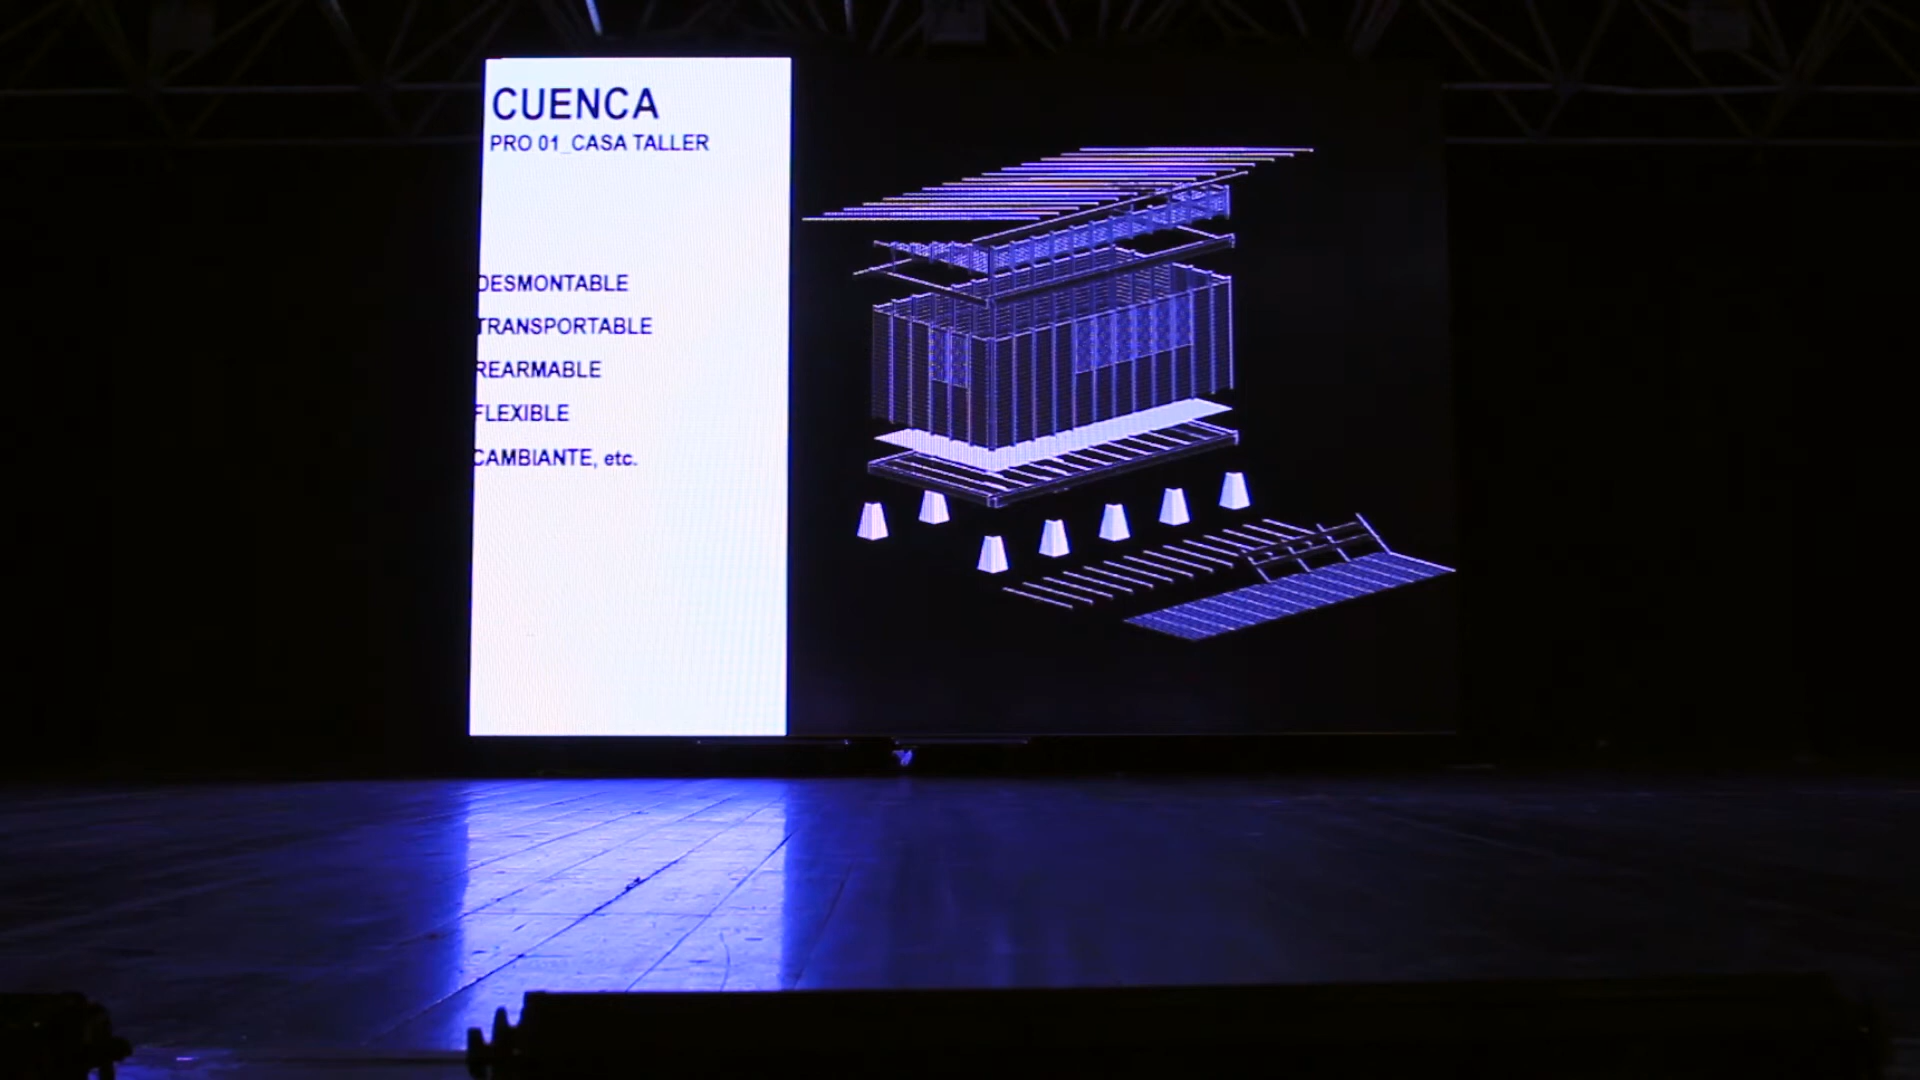 CUENCA
PRO 01_CASA TALLER
DESMONTABLE
TRANSPORTABLE
REARMABLE
FLEXIBLE
CAMBIANTE, etc.